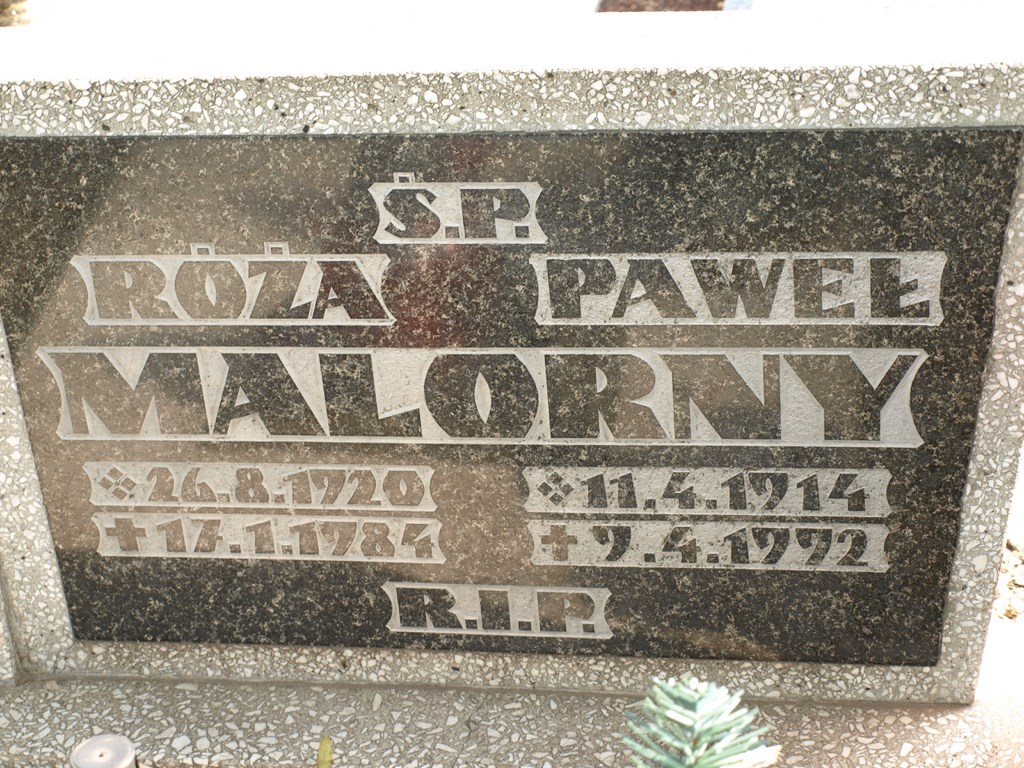 Ś.P.
RÓŻA PAWEŁ
MALORNY
26.8.1920 11.4.1914
17.1.1984 9.4.1992
R.I.P.